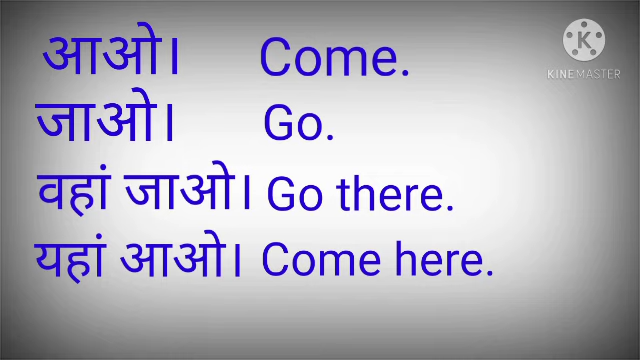 आओ। Come.
K
KINEMASTER
जाओ। Go.
वहां जाओ। Go there.
यहां आओ। Come here.